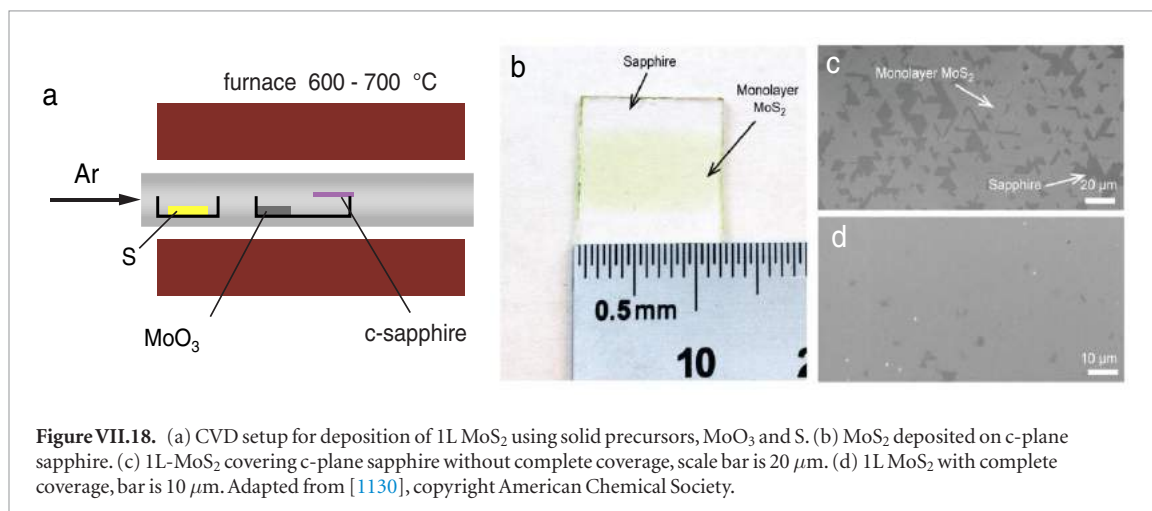 a
furnace 600 - 700 °C
Ar
S
MoO₃
c-sapphire
b
Sapphire
Monolayer
MoS₂
0.5 mm
10
c
Monolayer MoS₂
Sapphire
20 μm
d
10 μm
Figure VII.18. (a) CVD setup for deposition of 1L MoS₂ using solid precursors, MoO₃ and S. (b) MoS₂ deposited on c-plane
sapphire. (c) 1L-MoS₂ covering c-plane sapphire without complete coverage, scale bar is 20 μm. (d) 1L MoS₂ with complete
coverage, bar is 10 μm. Adapted from [1130], copyright American Chemical Society.